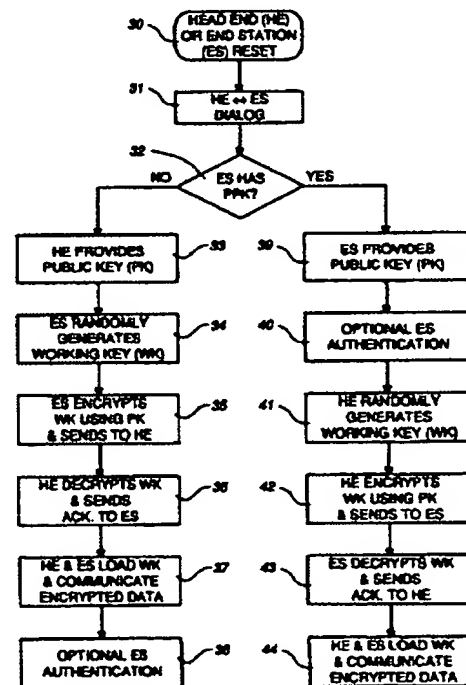 30
HEAD END (HE)
OR END STATION
(ES) RESET
31
HE ↔ ES
DIALOG
32
ES HAS
PPK?
NO
YES
HE PROVIDES
PUBLIC KEY (PK)
33
ES RANDOMLY
GENERATES
WORKING KEY (WK)
34
ES ENCRYPTS
WK USING PK
& SENDS TO HE
35
HE DECRYPTS WK
& SENDS
ACK. TO ES
36
HE & ES LOAD WK
& COMMUNICATE
ENCRYPTED DATA
37
OPTIONAL ES
AUTHENTICATION
38
39
ES PROVIDES
PUBLIC KEY (PK)
40
OPTIONAL ES
AUTHENTICATION
41
HE RANDOMLY
GENERATES
WORKING KEY (WK)
42
HE ENCRYPTS
WK USING PK
& SENDS TO ES
43
ES DECRYPTS WK
& SENDS
ACK. TO HE
44
HE & ES LOAD WK
& COMMUNICATE
ENCRYPTED DATA